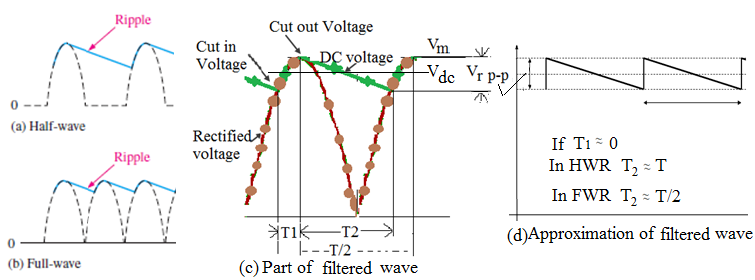 Ripple
0
(a) Half-wave
Ripple
0
(b) Full-wave
Cut out Voltage
Cut in
Voltage
DC voltage
Vm
Vdc
Vr p-p
Rectified
voltage
T1
T2
T/2
(c) Part of filtered wave
If T1 ≈ 0
In HWR T2 ≈ T
In FWR T2 ≈ T/2
(d)Approximation of filtered wave